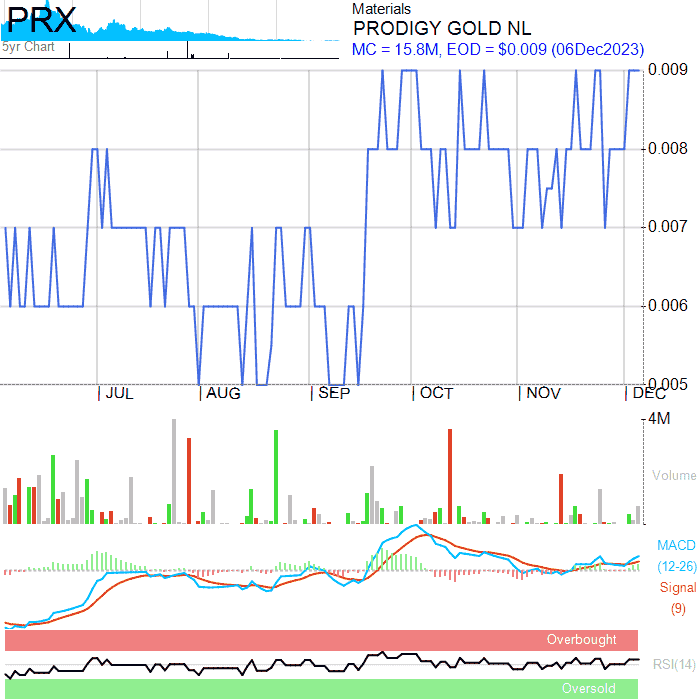 PRX
5yr Chart
Materials
PRODIGY GOLD NL
MC = 15.8M, EOD = $0.009 (06Dec2023)
0.009
0.008
0.007
0.006
0.005
JUL AUG SEP OCT NOV DEC
4M
Volume
MACD
(12-26)
Signal
(9)
Overbought
RSI(14)
Oversold